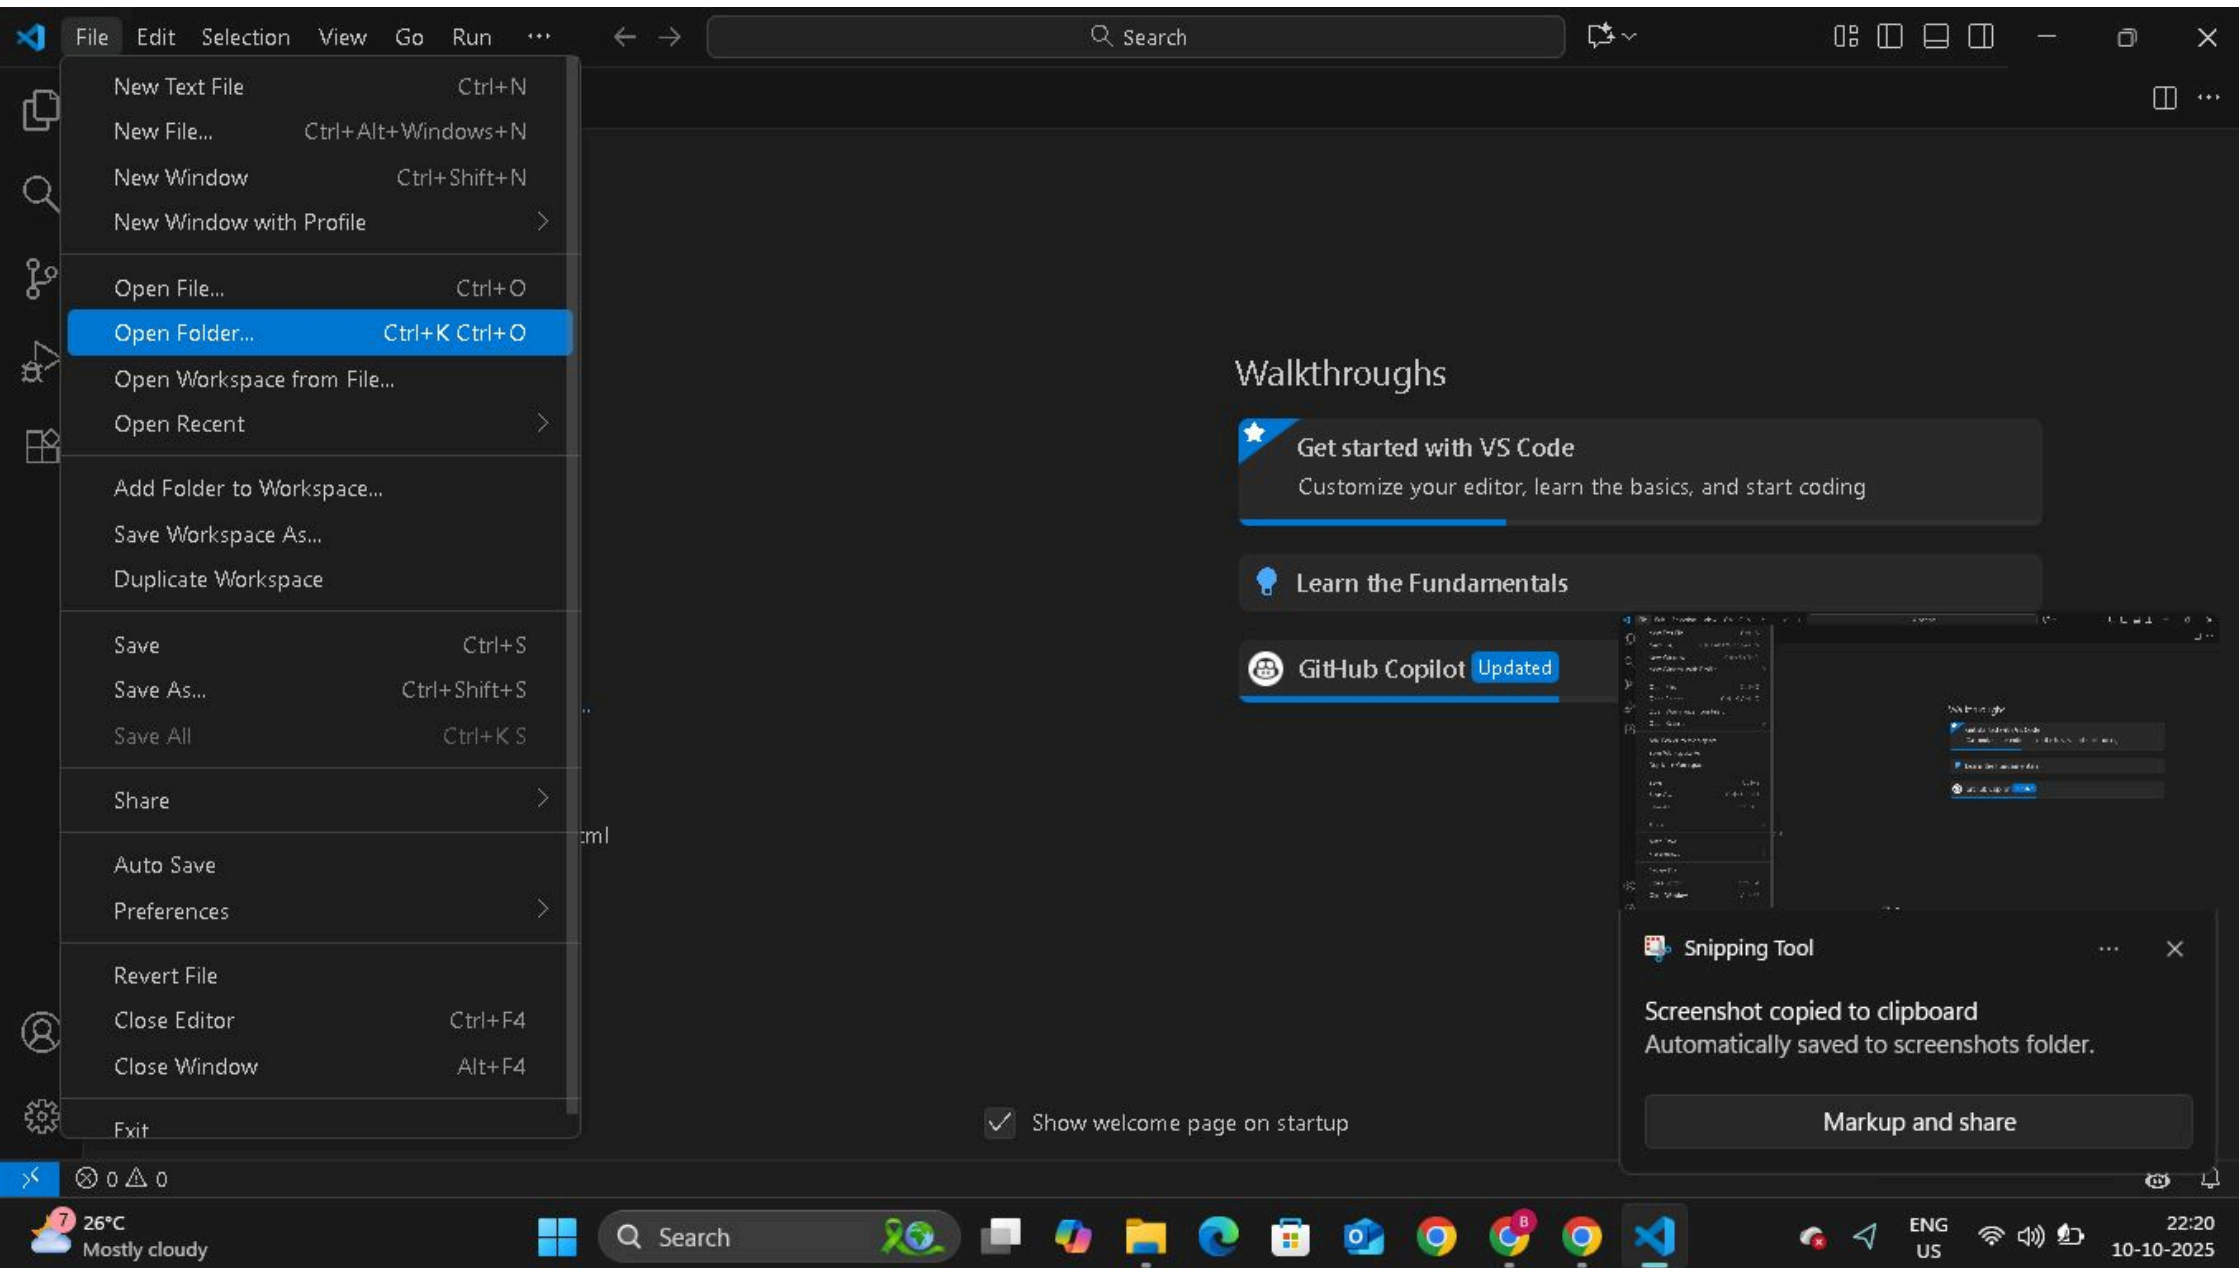 File Edit Selection View Go Run ···
Search
New Text File Ctrl+N
New File... Ctrl+Alt+Windows+N
New Window Ctrl+Shift+N
New Window with Profile
Open File... Ctrl+O
Open Folder... Ctrl+K Ctrl+O
Open Workspace from File...
Open Recent
Add Folder to Workspace...
Save Workspace As...
Duplicate Workspace
Save Ctrl+S
Save As... Ctrl+Shift+S
Save All Ctrl+K S
Share
Auto Save
Preferences
Revert File
Close Editor Ctrl+F4
Close Window Alt+F4
Exit
tml
Walkthroughs
Get started with VS Code
Customize your editor, learn the basics, and start coding
Learn the Fundamentals
GitHub Copilot Updated
Snipping Tool
Screenshot copied to clipboard
Automatically saved to screenshots folder.
Markup and share
Show welcome page on startup
0 0
7
26°C
Mostly cloudy
Search
B
ENG
US
22:20
10-10-2025